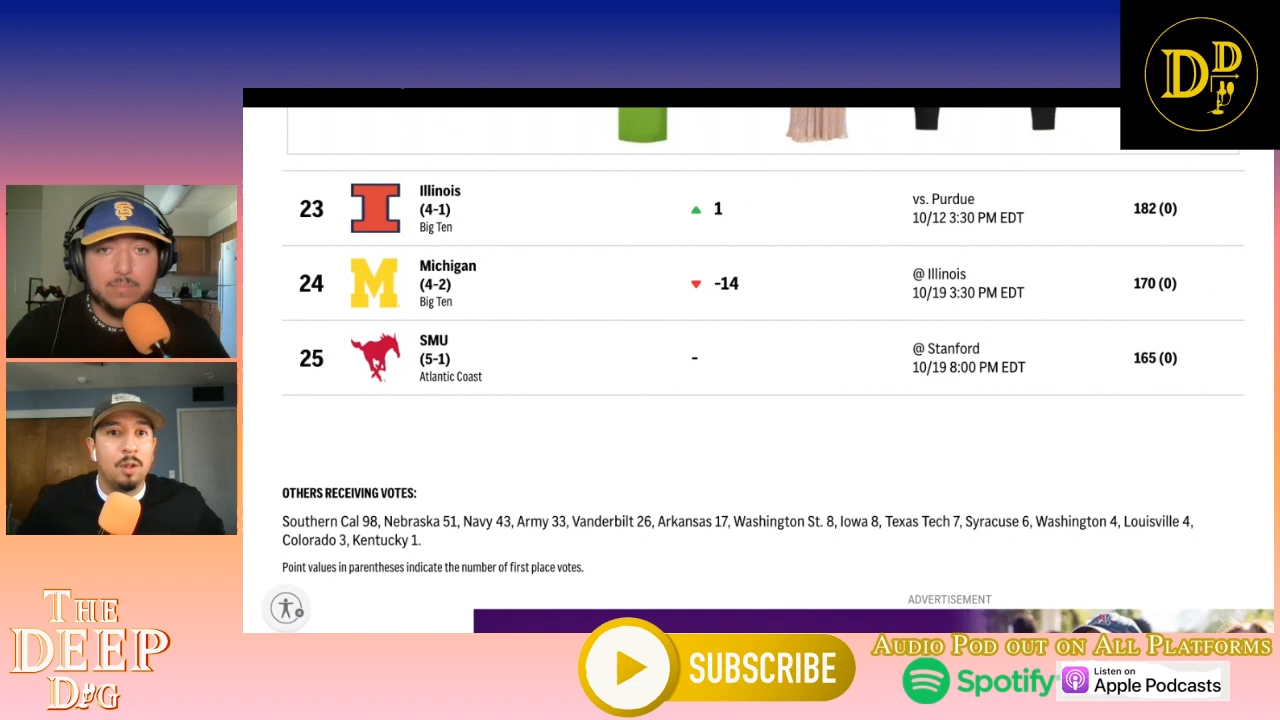 DD
23
Illinois
(4-1)
Big Ten
1
vs. Purdue
10/12 3:30 PM EDT
182 (0)
24
Michigan
(4-2)
Big Ten
-14
@ Illinois
10/19 3:30 PM EDT
170 (0)
25
SMU
(5-1)
Atlantic Coast
-
@ Stanford
10/19 8:00 PM EDT
165 (0)
OTHERS RECEIVING VOTES:
Southern Cal 98, Nebraska 51, Navy 43, Army 33, Vanderbilt 26, Arkansas 17, Washington St. 8, Iowa 8, Texas Tech 7, Syracuse 6, Washington 4, Louisville 4,
Colorado 3, Kentucky 1.
Point values in parentheses indicate the number of first place votes.
ADVERTISEMENT
THE
DEEP
DIG
SUBSCRIBE
AUDIO POD OUT ON ALL PLATFORMS
Spotify
Listen on
Apple Podcasts